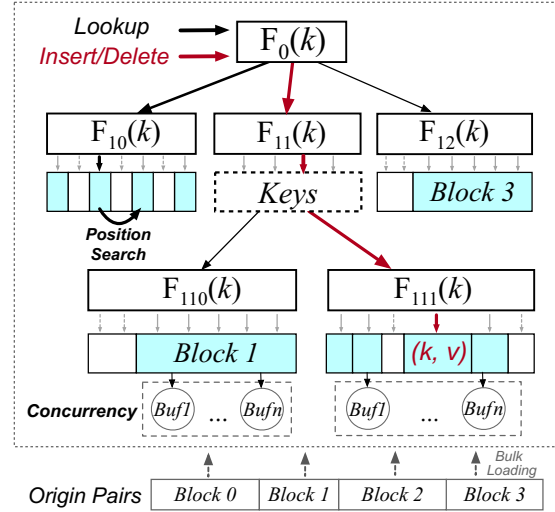 Lookup
Insert/Delete
F₀(k)
F₁₀(k)
F₁₁(k)
F₁₂(k)
Keys
Block 3
Position
Search
F₁₁₀(k)
F₁₁₁(k)
Block 1
(k, v)
Concurrency
Buf1 ... Bufn
Buf1 ... Bufn
Bulk
Loading
Origin Pairs
Block 0
Block 1
Block 2
Block 3